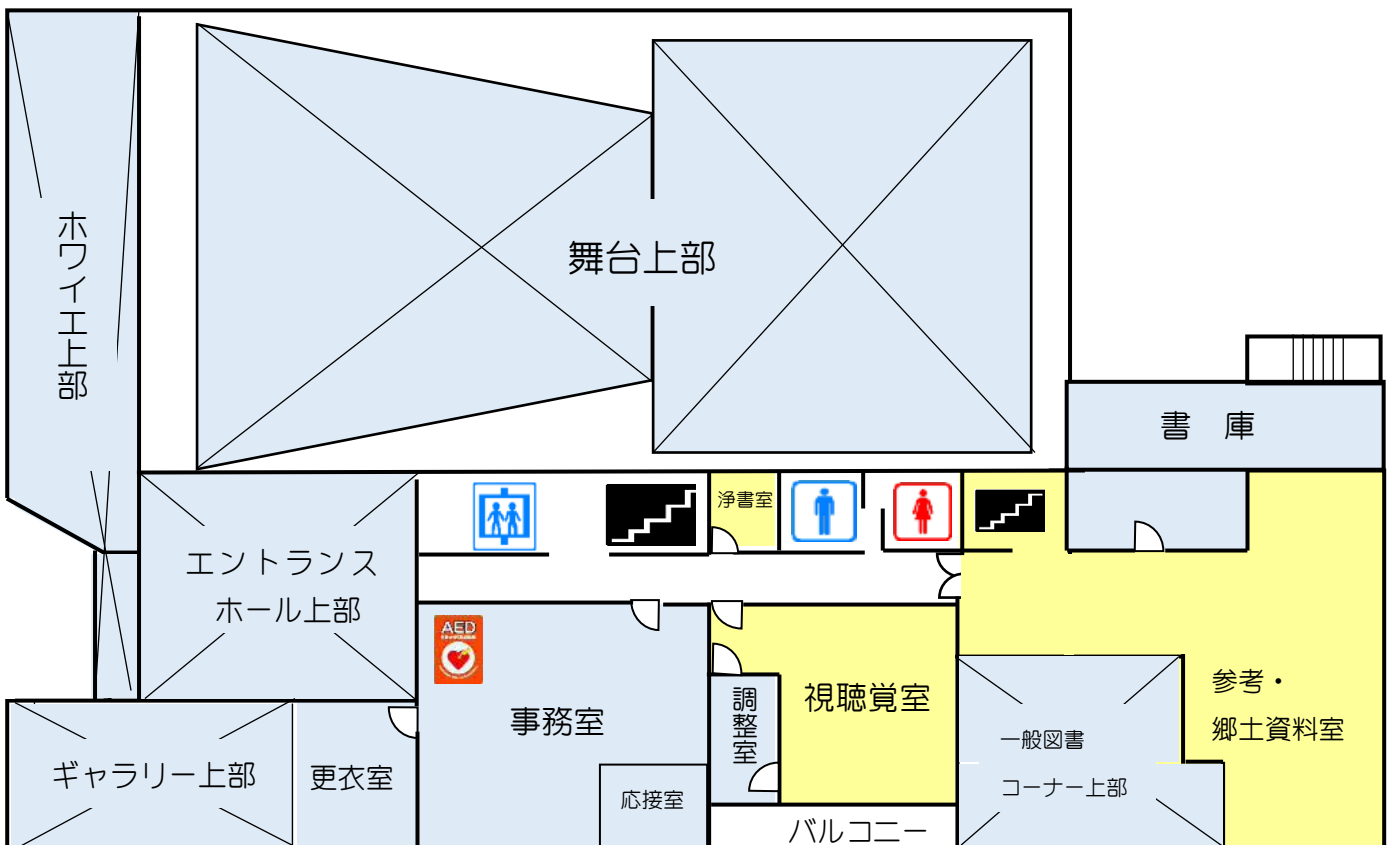 ホワイエ上部
舞台上部
書 庫
浄書室
エントランス
ホール上部
AED
事務室
調整室
視聴覚室
参考・
郷土資料室
一般図書
コーナー上部
ギャラリー上部
更衣室
応接室
バルコニー